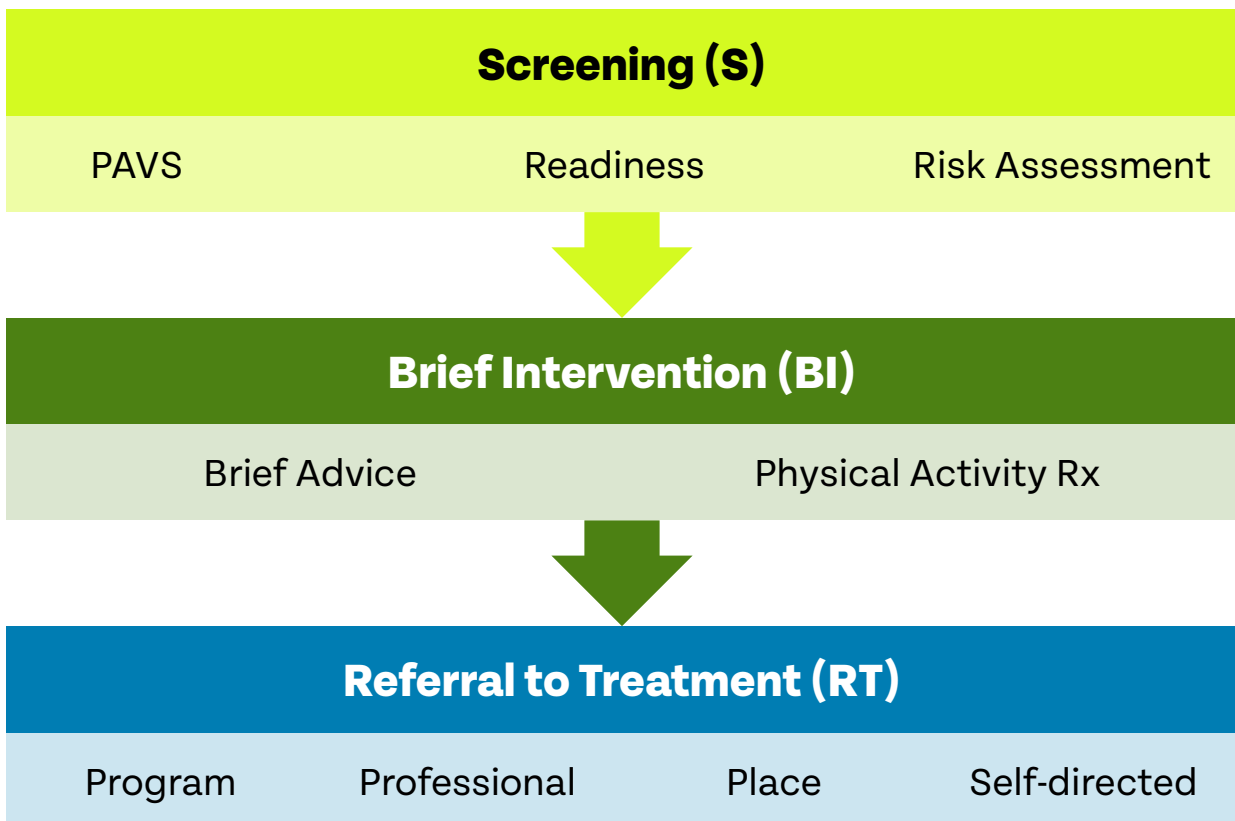 Screening (S)
PAVS Readiness Risk Assessment
Brief Intervention (BI)
Brief Advice Physical Activity Rx
Referral to Treatment (RT)
Program Professional Place Self-directed